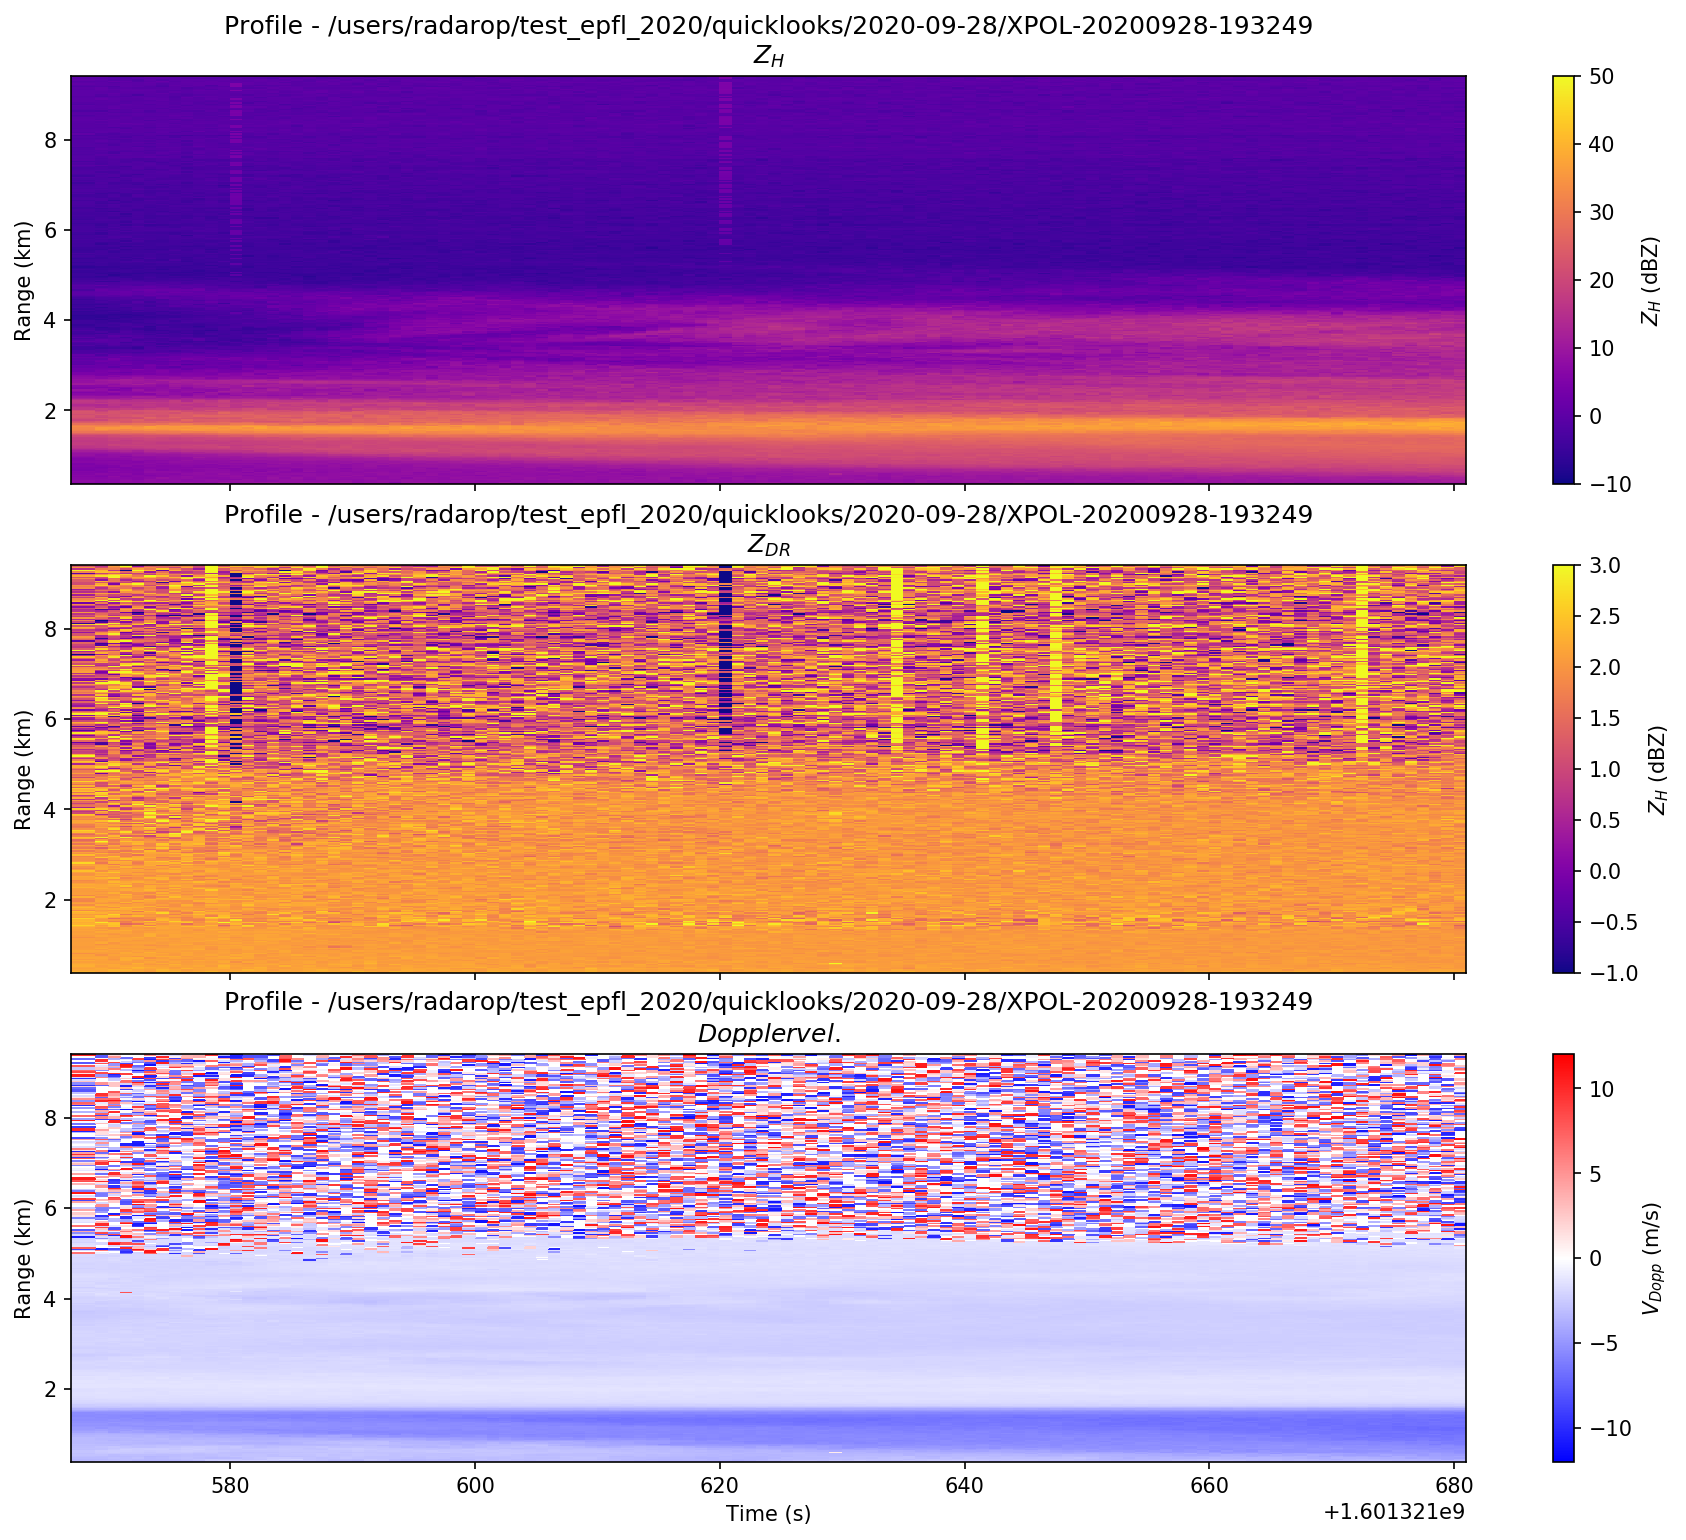 Profile - /users/radarop/test_epfl_2020/quicklooks/2020-09-28/XPOL-20200928-193249
Z_H
Range (km)
8
6
4
2
50
40
30
20
10
0
−10
Z_H (dBZ)
Profile - /users/radarop/test_epfl_2020/quicklooks/2020-09-28/XPOL-20200928-193249
Z_DR
Range (km)
8
6
4
2
3.0
2.5
2.0
1.5
1.0
0.5
0.0
−0.5
−1.0
Z_H (dBZ)
Profile - /users/radarop/test_epfl_2020/quicklooks/2020-09-28/XPOL-20200928-193249
Dopplervel.
Range (km)
8
6
4
2
10
5
0
−5
−10
V_Dopp (m/s)
580 600 620 640 660 680
Time (s)
+1.601321e9